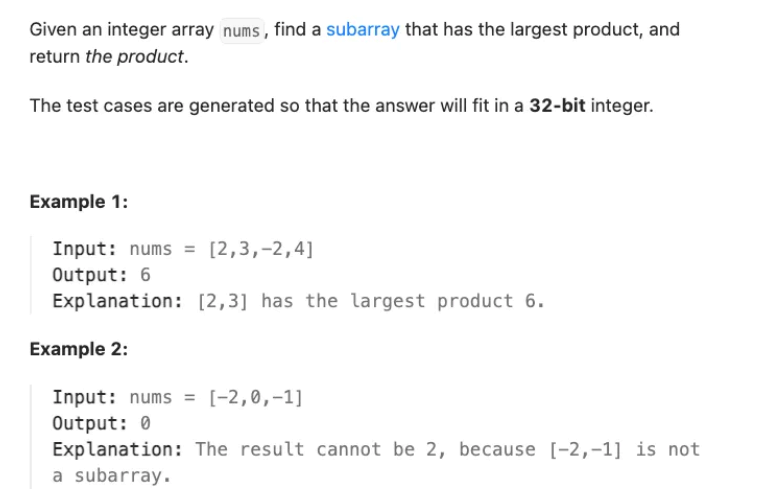 Given an integer array nums, find a subarray that has the largest product, and
return the product.
The test cases are generated so that the answer will fit in a 32-bit integer.
Example 1:
Input: nums = [2,3,-2,4]
Output: 6
Explanation: [2,3] has the largest product 6.
Example 2:
Input: nums = [-2,0,-1]
Output: 0
Explanation: The result cannot be 2, because [-2,-1] is not
a subarray.